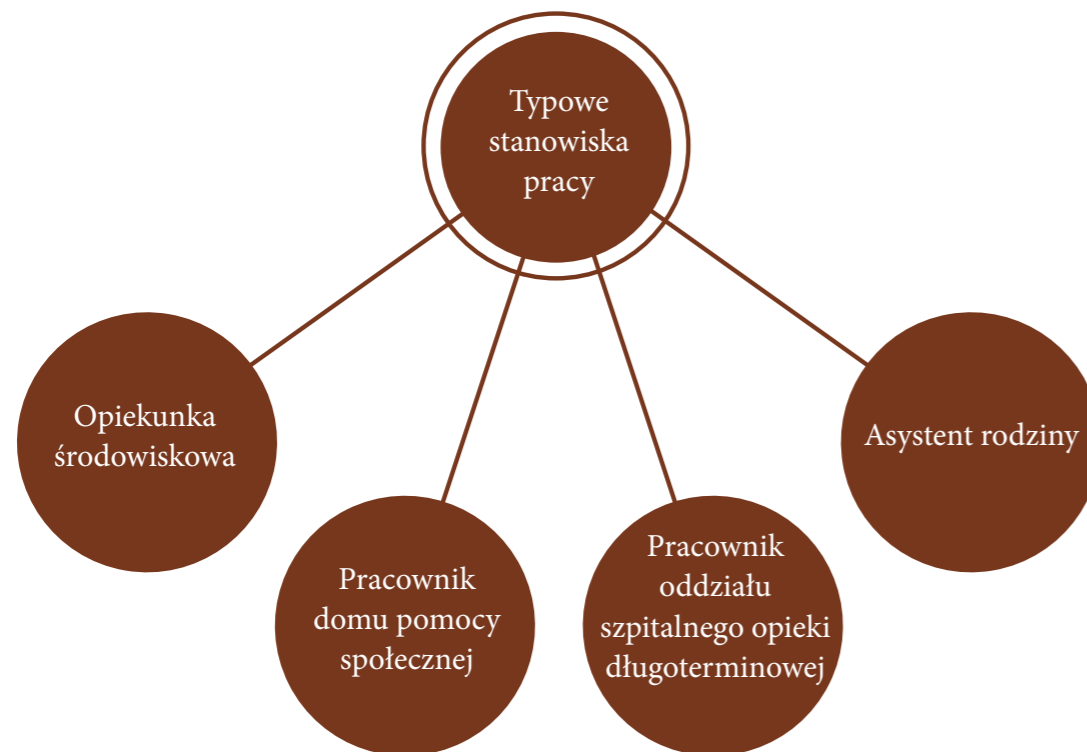 Typowe
stanowiska
pracy
Opiekunka
środowiskowa
Pracownik
domu pomocy
społecznej
Pracownik
oddziału
szpitalnego opieki
długoterminowej
Asystent rodziny